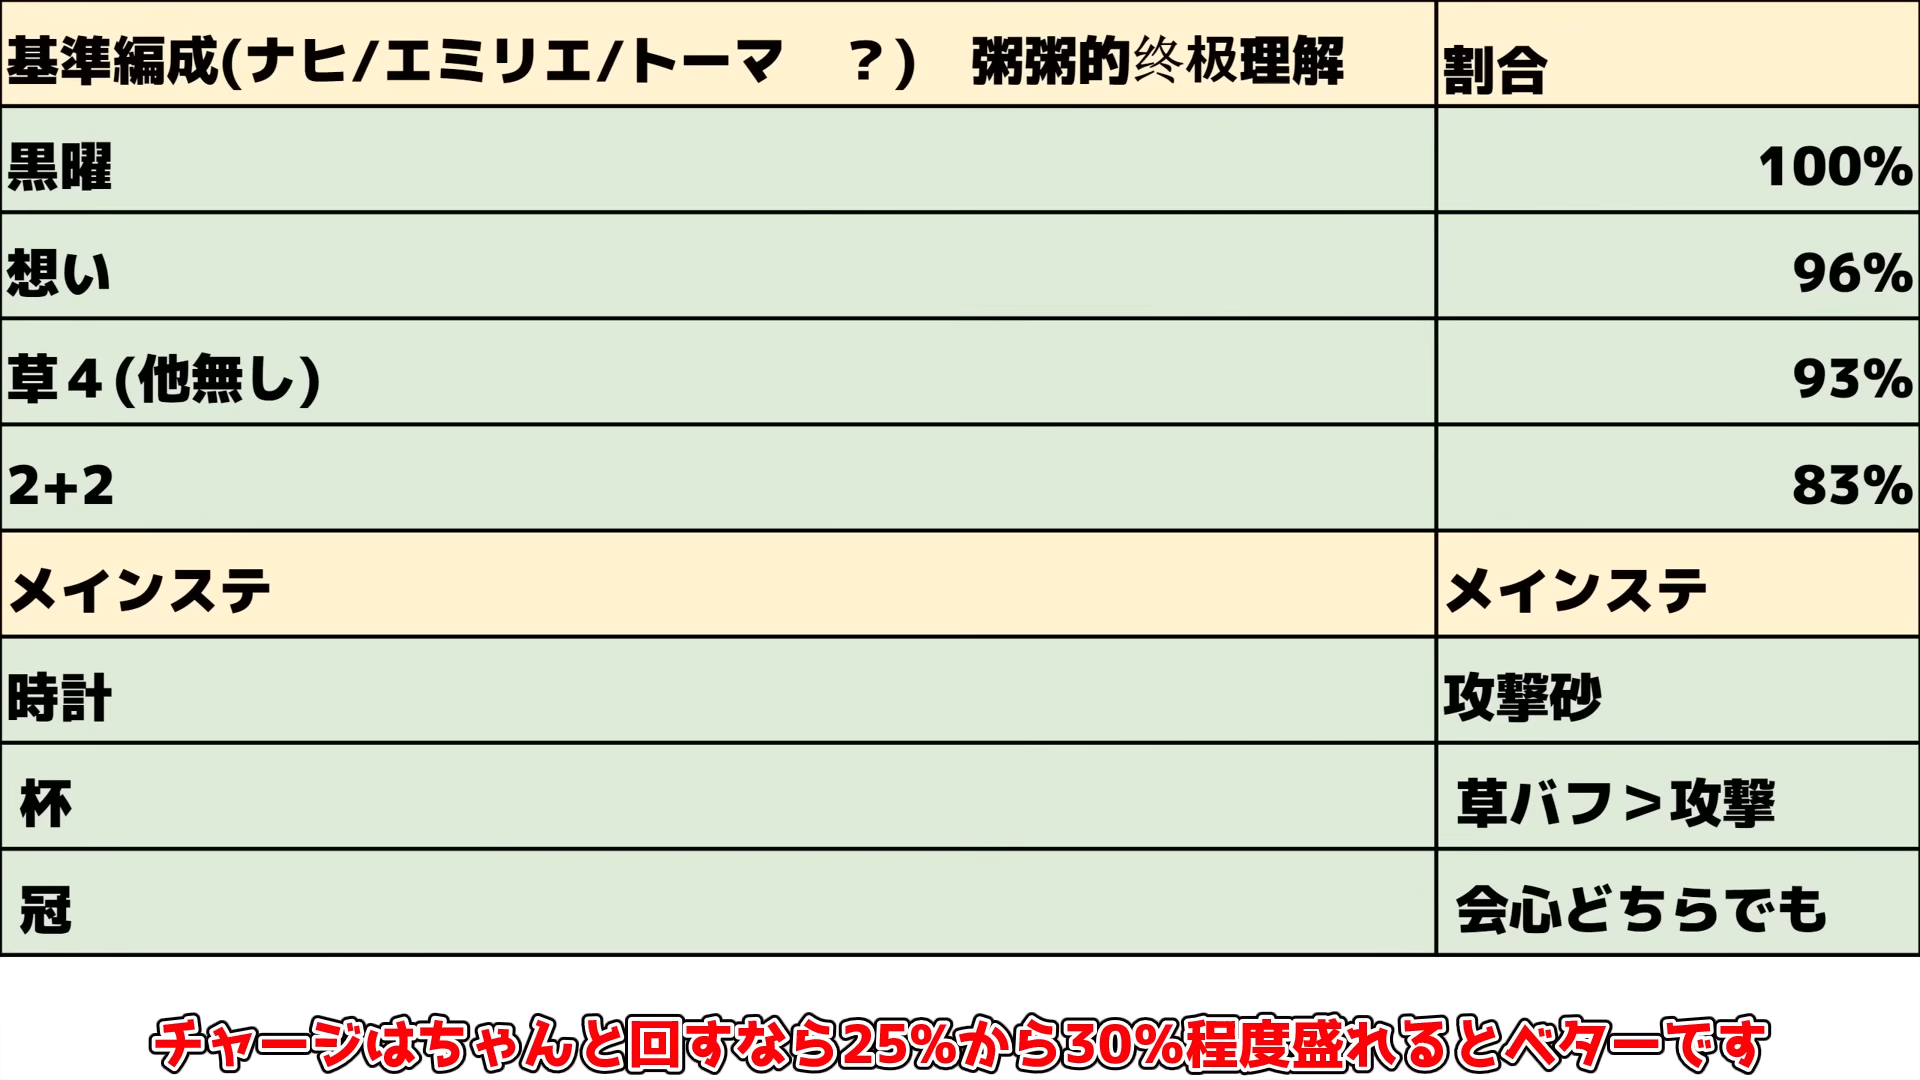 基準編成(ナヒ/エミリエ/トーマ　？)　粥粥的终极理解 割合
黒曜 100%
想い 96%
草４(他無し) 93%
2+2 83%
メインステ メインステ
時計 攻撃砂
杯 草バフ＞攻撃
冠 会心どちらでも
チャージはちゃんと回すなら25%から30%程度盛れるとベターです